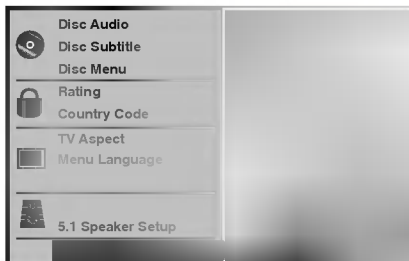 Disc Audio
Disc Subtitle
Disc Menu
Rating
Country Code
TV Aspect
Menu Language
5.1 Speaker Setup